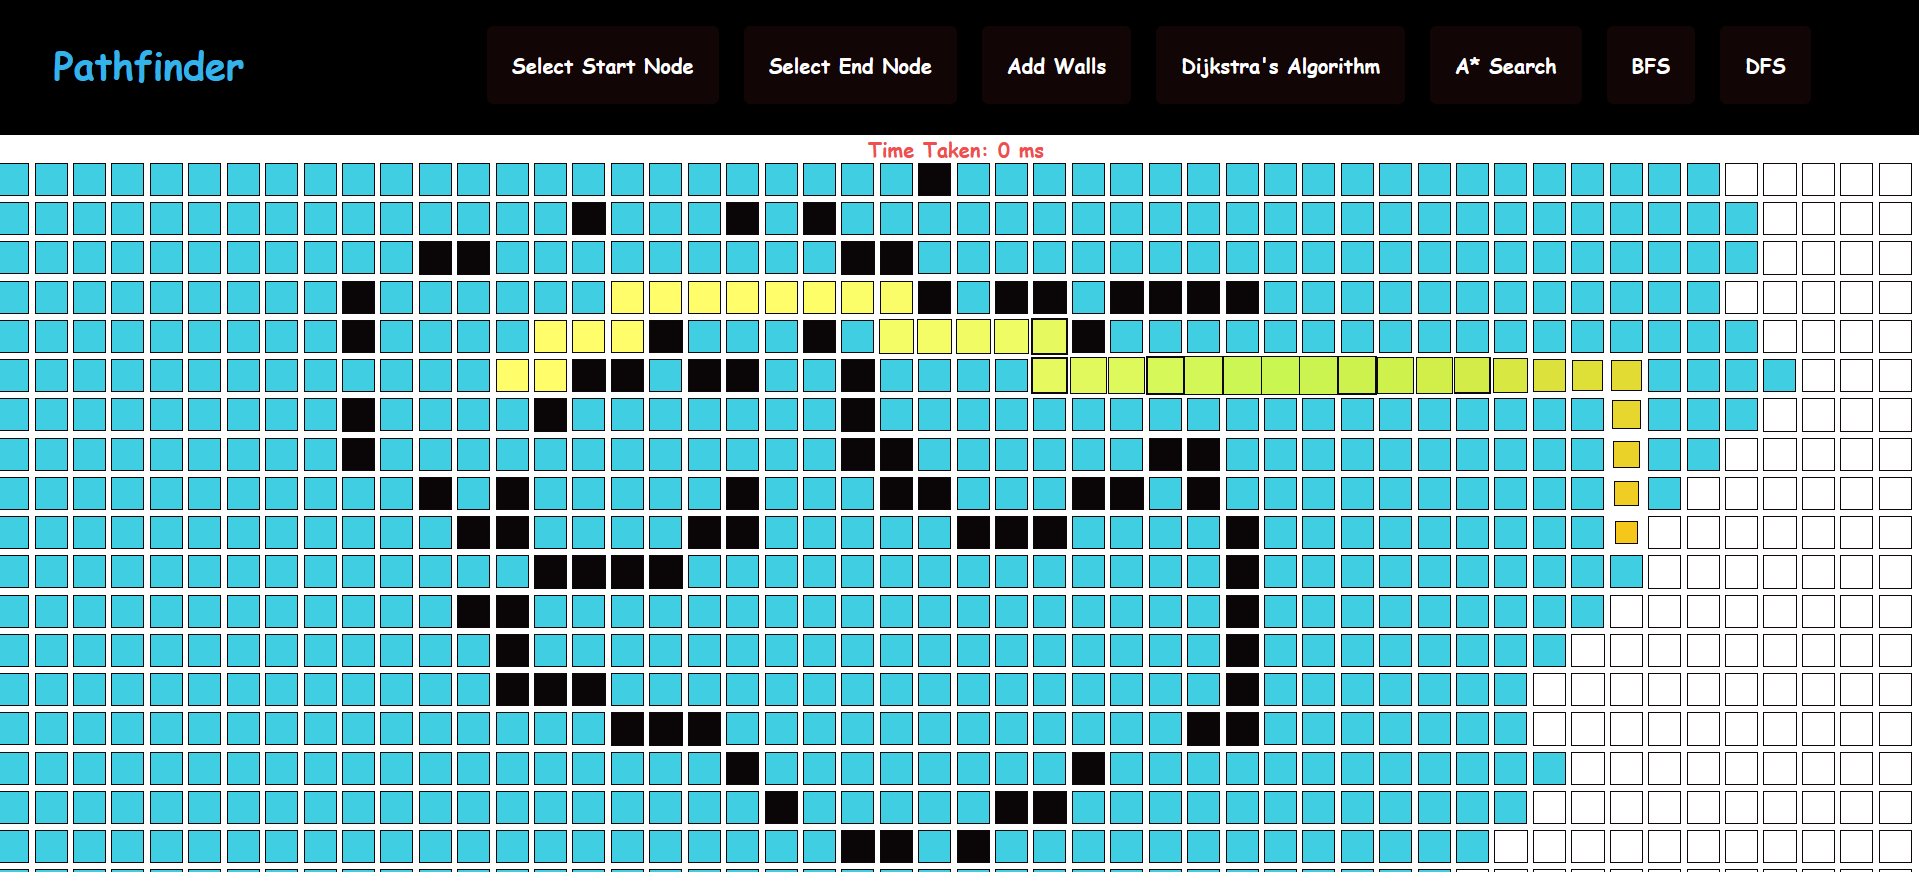 Pathfinder
Select Start Node
Select End Node
Add Walls
Dijkstra's Algorithm
A* Search
BFS
DFS
Time Taken: 0 ms